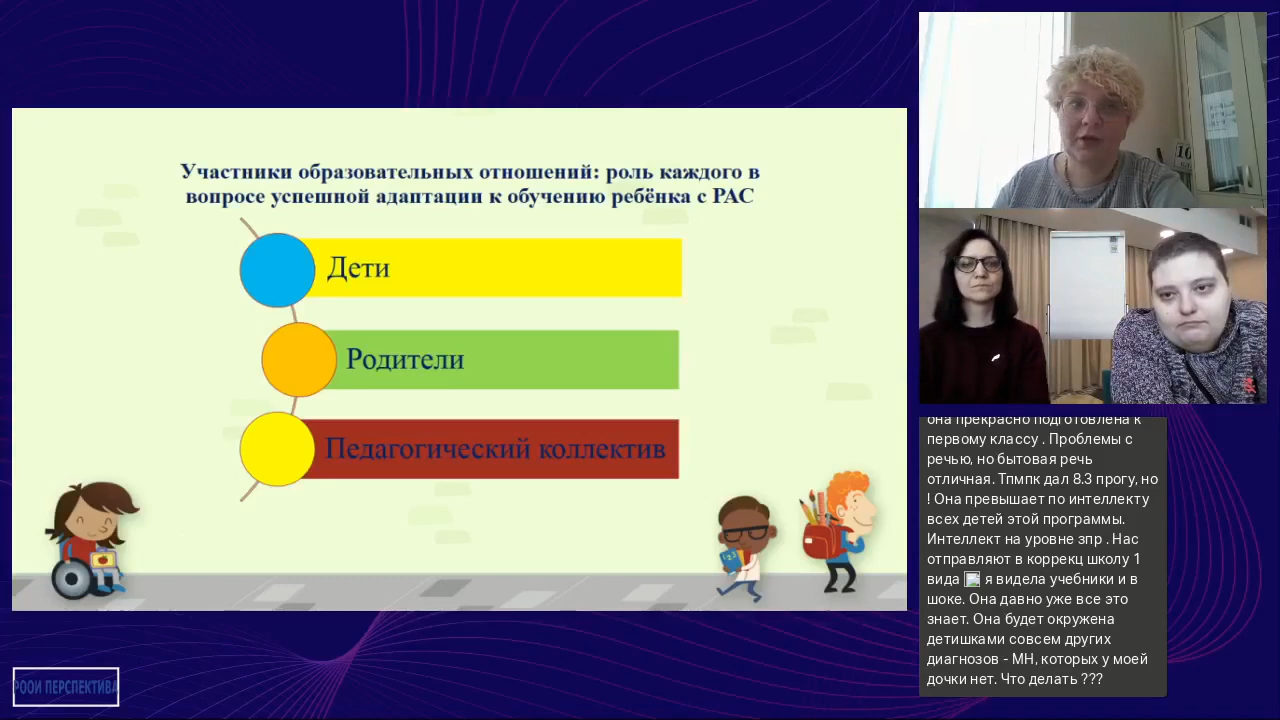 Участники образовательных отношений: роль каждого в
вопросе успешной адаптации к обучению ребёнка с РАС
Дети
Родители
Педагогический коллектив
РООИ ПЕРСПЕКТИВА
16
она прекрасно подготовлена к
первому классу . Проблемы с
речью, но бытовая речь
отличная. Тпмпк дал 8.3 прогу, но
! Она превышает по интеллекту
всех детей этой программы.
Интеллект на уровне зпр . Нас
отправляют в коррекц школу 1
вида я видела учебники и в
шоке. Она давно уже все это
знает. Она будет окружена
детишками совсем других
диагнозов - МН, которых у моей
дочки нет. Что делать ???